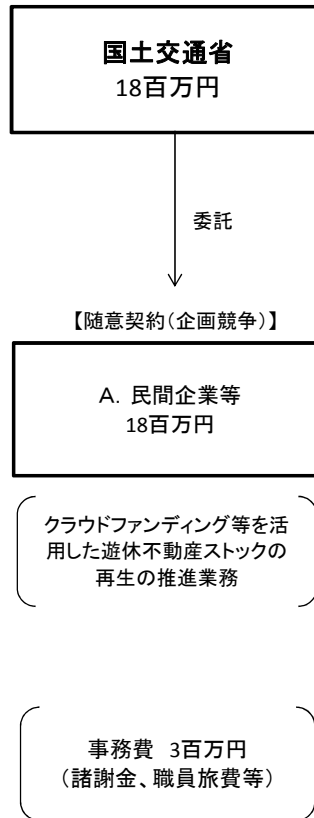 国土交通省
18百万円
委託
【随意契約(企画競争)】
A. 民間企業等
18百万円
クラウドファンディング等を活
用した遊休不動産ストックの
再生の推進業務
事務費 3百万円
(諸謝金、職員旅費等)